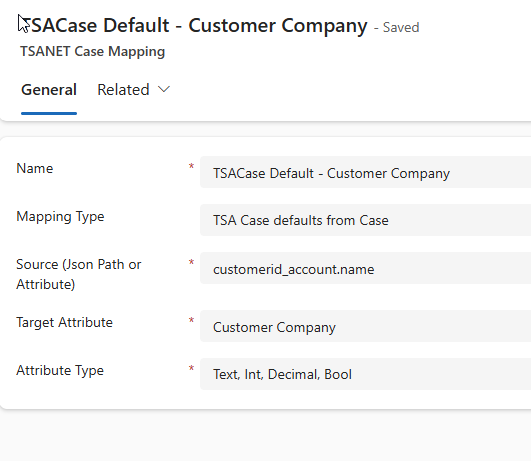 TSACase Default - Customer Company - Saved
TSANET Case Mapping
General Related
Name * TSACase Default - Customer Company
Mapping Type TSA Case defaults from Case
Source (Json Path or
Attribute) * customerid_account.name
Target Attribute * Customer Company
Attribute Type * Text, Int, Decimal, Bool